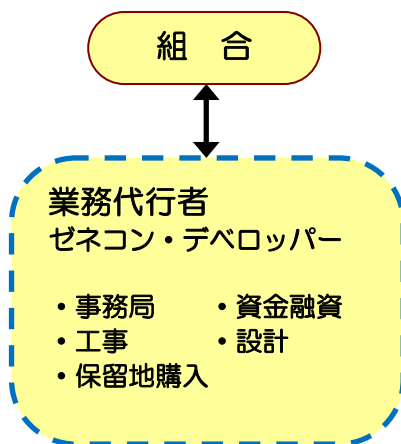 組　合
業務代行者
ゼネコン・デベロッパー
・事務局　　・資金融資
・工事　　　・設計
・保留地購入